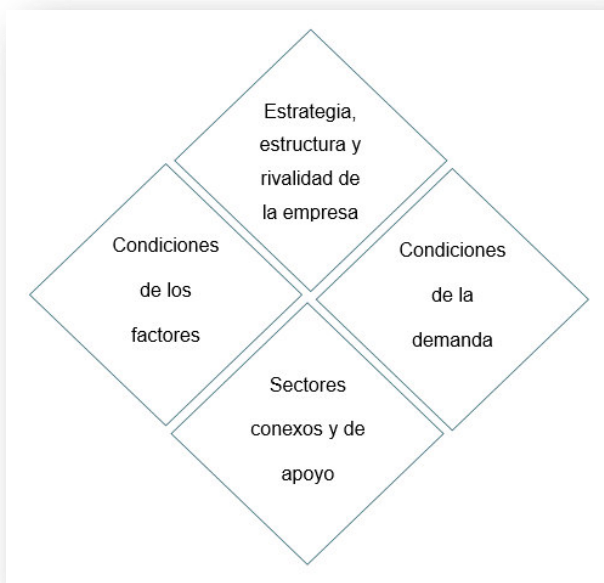 Estrategia,
estructura y
rivalidad de
la empresa
Condiciones
de los
factores
Condiciones
de la
demanda
Sectores
conexos y de
apoyo